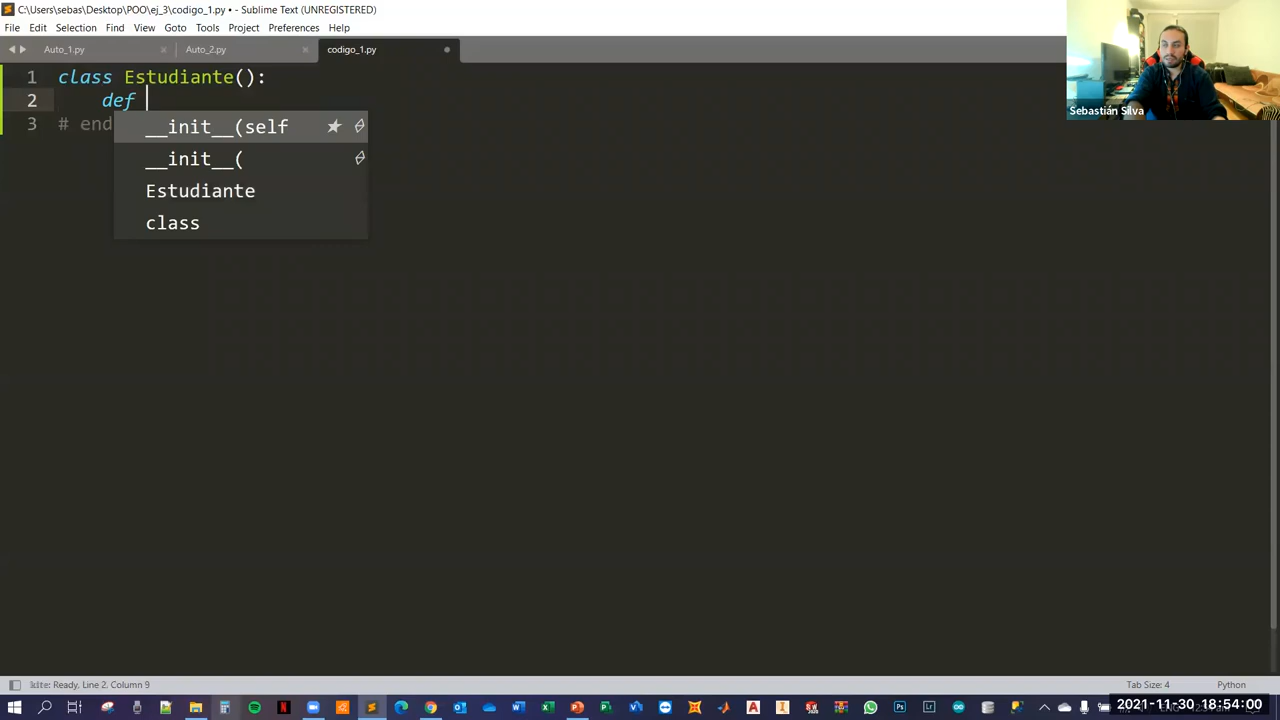 C:\Users\sebas\Desktop\POO\ej_3\codigo_1.py • - Sublime Text (UNREGISTERED)
File Edit Selection Find View Goto Tools Project Preferences Help
Auto_1.py Auto_2.py codigo_1.py
1 class Estudiante():
2 def
3 # end
__init__(self
__init__(
Estudiante
class
Sebastián Silva
Ready, Line 2, Column 9 Tab Size: 4 Python
2021-11-30 18:54:00